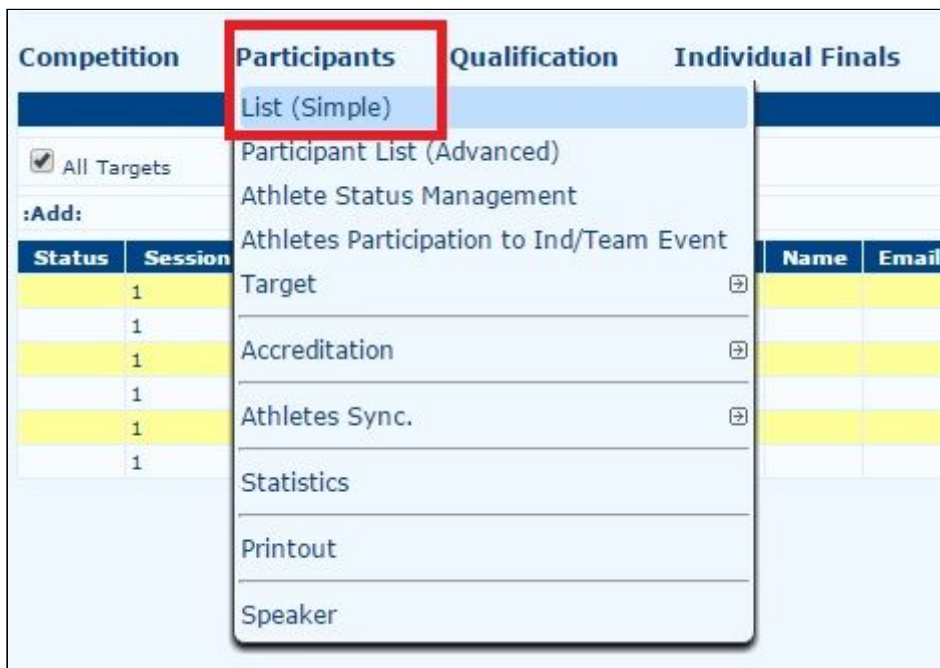 Competition Participants Qualification Individual Finals
List (Simple)
Participant List (Advanced)
All Targets
Athlete Status Management
:Add:
Athletes Participation to Ind/Team Event
Status Session Name Email
Target
1
1
Accreditation
1
1
Athletes Sync.
1
1
Statistics
Printout
Speaker